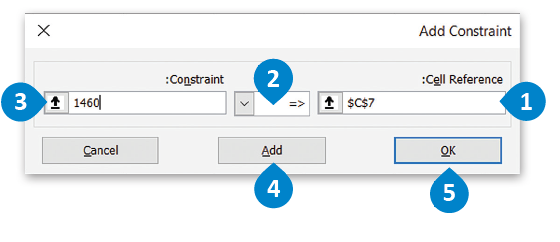 Add Constraint
:Cell Reference
:Constraint
1
$C$7
=>
2
1460
3
OK
Add
Cancel
5
4